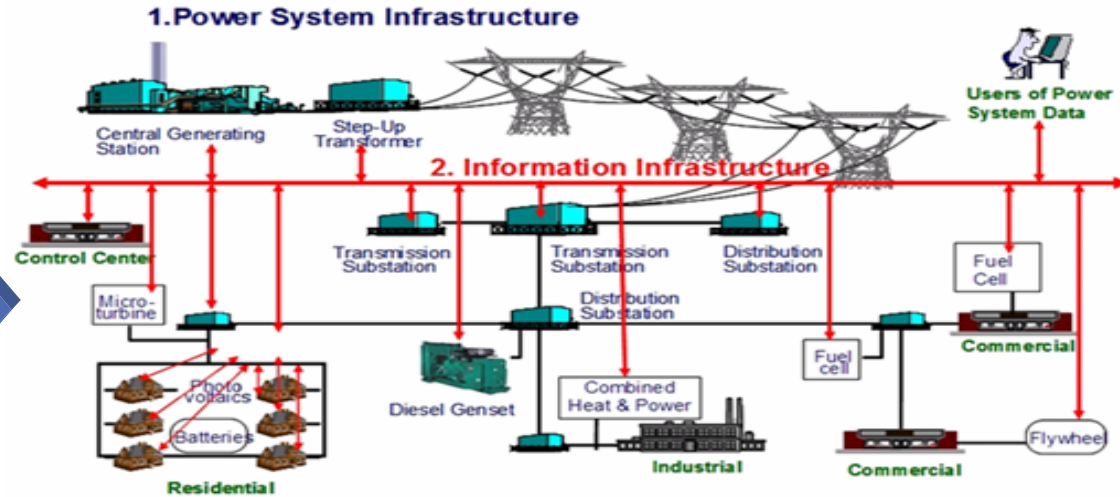 1.Power System Infrastructure
Users of Power
System Data
Central Generating
Station
Step-Up
Transformer
2. Information Infrastructure
Control Center
Transmission
Substation
Transmission
Substation
Distribution
Substation
Fuel
Cell
Micro-
turbine
Distribution
Substation
Commercial
Photo
voltaics
Batteries
Diesel Genset
Combined
Heat & Power
Fuel
cell
Flywheel
Industrial
Commercial
Residential